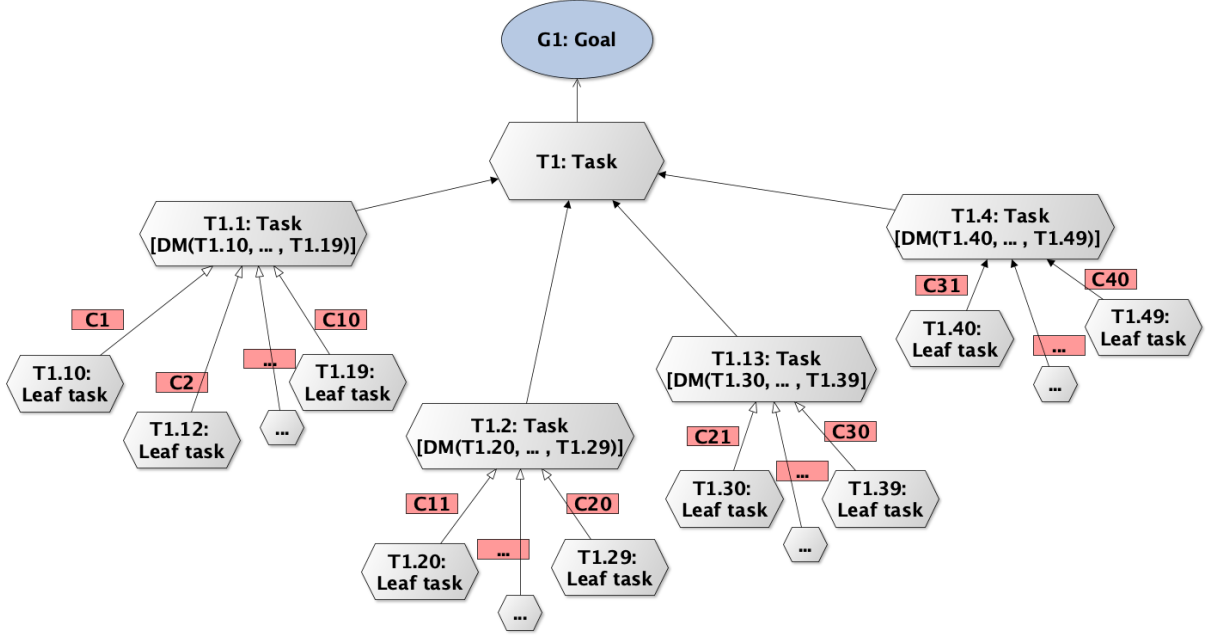 G1: Goal
T1: Task
T1.1: Task
[DM(T1.10, ... , T1.19)]
T1.4: Task
[DM(T1.40, ... , T1.49)]
C1
C10
C31
C40
C2
...
...
T1.10:
Leaf task
T1.12:
Leaf task
...
T1.19:
Leaf task
T1.40:
Leaf task
...
T1.49:
Leaf task
T1.2: Task
[DM(T1.20, ... , T1.29)]
T1.13: Task
[DM(T1.30, ... , T1.39]
C11
...
C20
C21
...
C30
T1.20:
Leaf task
...
T1.29:
Leaf task
T1.30:
Leaf task
...
T1.39:
Leaf task